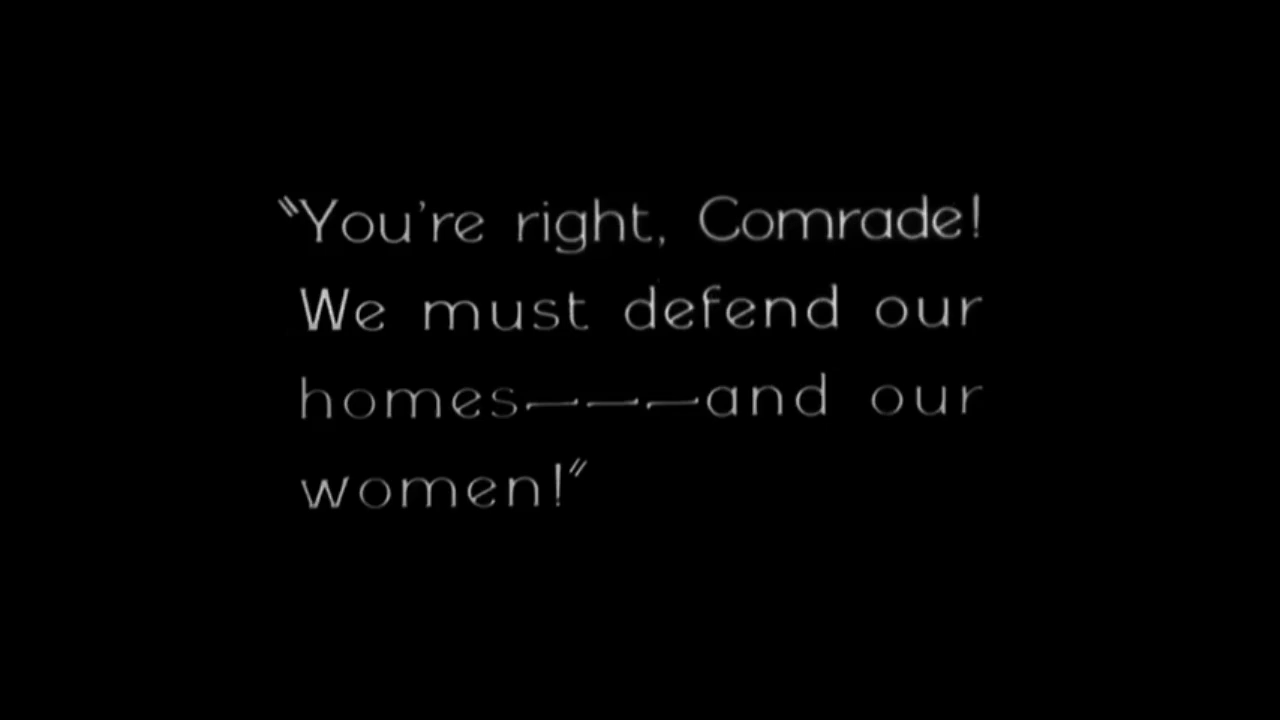 "You're right, Comrade!
We must defend our
homes———and our
women!"